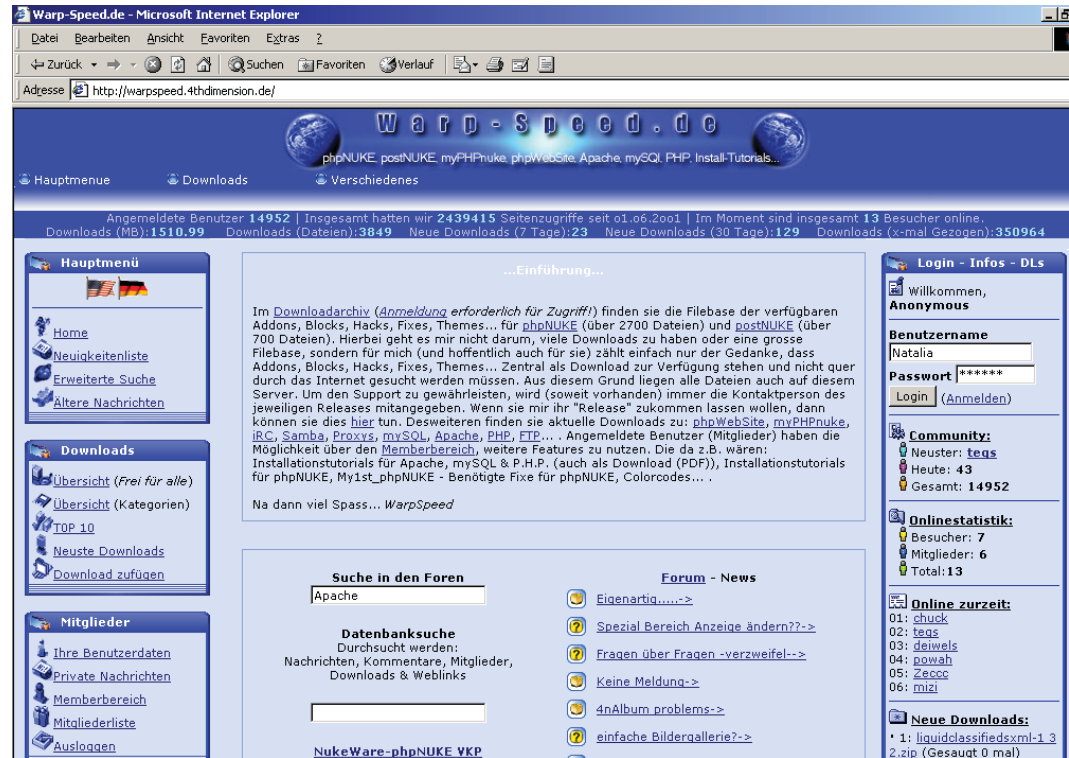 Warp-Speed.de - Microsoft Internet Explorer
Datei Bearbeiten Ansicht Favoriten Extras ?
Zurück Suchen Favoriten Verlauf
Adresse http://warpspeed.4thdimension.de/
Warp-Speed.de
phpNUKE, postNUKE, myPHPnuke, phpWebSite, Apache, mySQl, PHP, Install-Tutorials...
Hauptmenue Downloads Verschiedenes
Angemeldete Benutzer 14952 | Insgesamt hatten wir 2439415 Seitenzugriffe seit o1.o6.2oo1 | Im Moment sind insgesamt 13 Besucher online.
Downloads (MB):1510.99 Downloads (Dateien):3849 Neue Downloads (7 Tage):23 Neue Downloads (30 Tage):129 Downloads (x-mal Gezogen):350964
Hauptmenü
Home
Neuigkeitenliste
Erweiterte Suche
Ältere Nachrichten
Downloads
Übersicht (Frei für alle)
Übersicht (Kategorien)
TOP 10
Neuste Downloads
Download zufügen
Mitglieder
Ihre Benutzerdaten
Private Nachrichten
Memberbereich
Mitgliederliste
Ausloggen
...Einführung...
Im Downloadarchiv (Anmeldung erforderlich für Zugriff!) finden sie die Filebase der verfügbaren
Addons, Blocks, Hacks, Fixes, Themes... für phpNUKE (über 2700 Dateien) und postNUKE (über
700 Dateien). Hierbei geht es mir nicht darum, viele Downloads zu haben oder eine grosse
Filebase, sondern für mich (und hoffentlich auch für sie) zählt einfach nur der Gedanke, dass
Addons, Blocks, Hacks, Fixes, Themes... Zentral als Download zur Verfügung stehen und nicht quer
durch das Internet gesucht werden müssen. Aus diesem Grund liegen alle Dateien auch auf diesem
Server. Um den Support zu gewährleisten, wird (soweit vorhanden) immer die Kontaktperson des
jeweiligen Releases mitangegeben. Wenn sie mir ihr "Release" zukommen lassen wollen, dann
können sie dies hier tun. Desweiteren finden sie aktuelle Downloads zu: phpWebSite, myPHPnuke,
iRC, Samba, Proxys, mySQL, Apache, PHP, FTP... . Angemeldete Benutzer (Mitglieder) haben die
Möglichkeit über den Memberbereich, weitere Features zu nutzen. Die da z.B. wären:
Installationstutorials für Apache, mySQL & P.H.P. (auch als Download (PDF)), Installationstutorials
für phpNUKE, My1st_phpNUKE - Benötigte Fixe für phpNUKE, Colorcodes... .
Na dann viel Spass... WarpSpeed
Suche in den Foren
Apache
Datenbanksuche
Durchsucht werden:
Nachrichten, Kommentare, Mitglieder,
Downloads & Weblinks
NukeWare-phpNUKE VKP
Forum - News
Eigenartig.....->
Spezial Bereich Anzeige ändern??->
Fragen über Fragen -verzweifel-->
Keine Meldung->
4nAlbum problems->
einfache Bildergallerie?->
Login - Infos - DLs
Willkommen,
Anonymous
Benutzername
Natalia
Passwort ******
Login (Anmelden)
Community:
Neuster: tegs
Heute: 43
Gesamt: 14952
Onlinestatistik:
Besucher: 7
Mitglieder: 6
Total:13
Online zurzeit:
01: chuck
02: tegs
03: deiwels
04: powah
05: Zeccc
06: mizi
Neue Downloads:
1: liquidclassifiedsxml-1_3
2.zip (Gesaugt 0 mal)